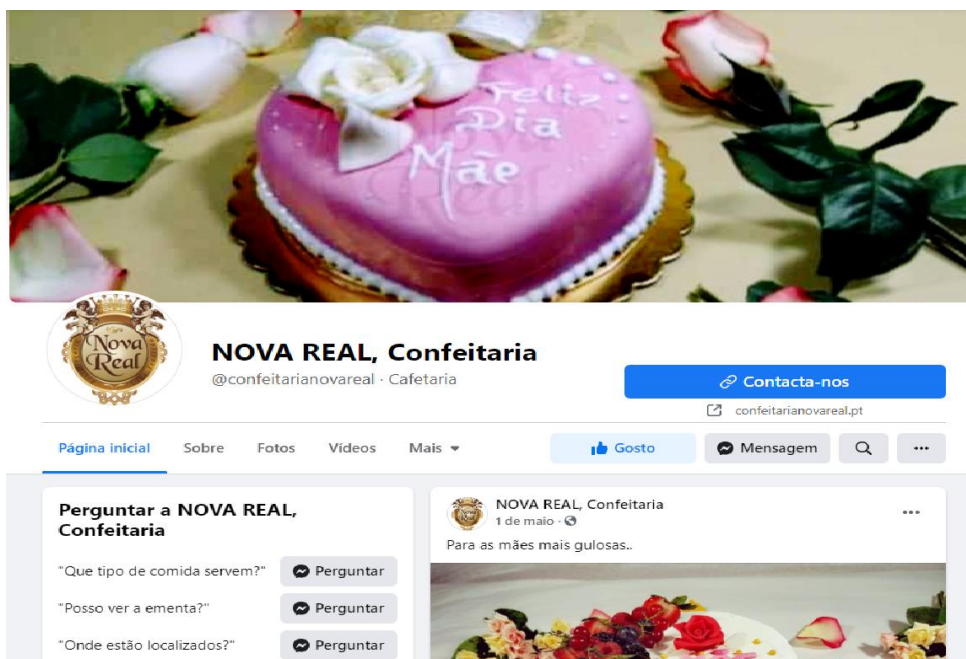 Feliz
Dia
Mãe
Nova
Real
Nova
Real
NOVA REAL, Confeitaria
@confeitarianovareal · Cafetaria
Contacta-nos
confeitarianovareal.pt
Página inicial Sobre Fotos Vídeos Mais
Gosto Mensagem
Perguntar a NOVA REAL,
Confeitaria
"Que tipo de comida servem?" Perguntar
"Posso ver a ementa?" Perguntar
"Onde estão localizados?" Perguntar
NOVA REAL, Confeitaria
1 de maio ·
Para as mães mais gulosas..